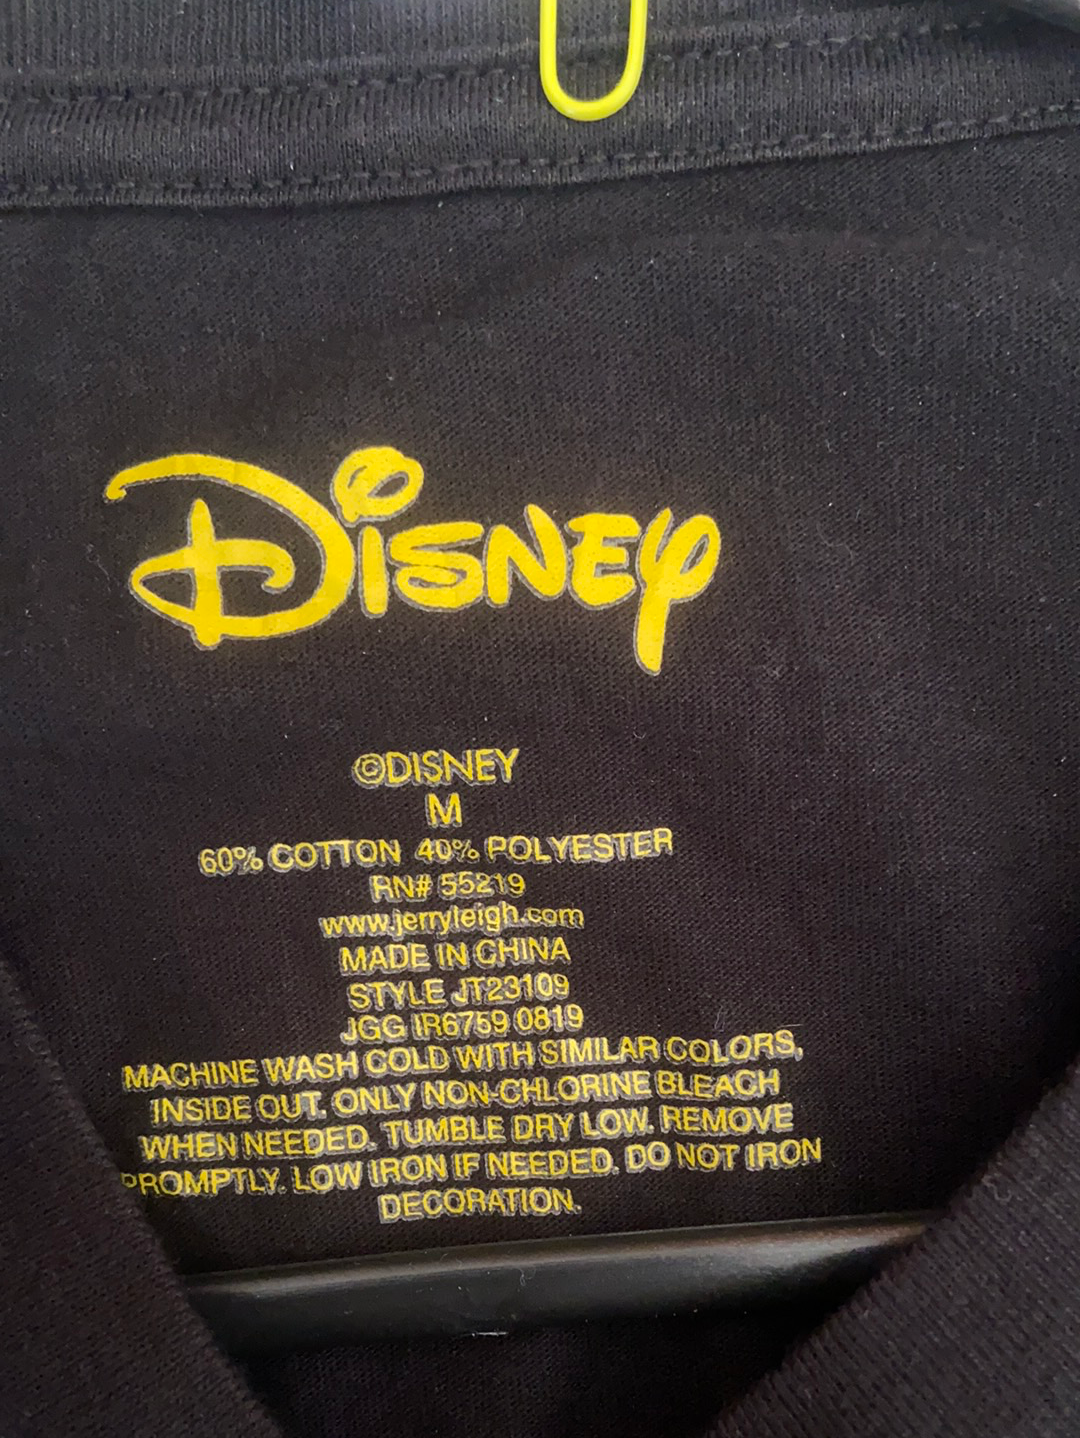 Disney
©DISNEY
M
60% COTTON 40% POLYESTER
RN# 55219
www.jerryleigh.com
MADE IN CHINA
STYLE JT23109
JGG IR6759 0819
MACHINE WASH COLD WITH SIMILAR COLORS,
INSIDE OUT. ONLY NON-CHLORINE BLEACH
WHEN NEEDED. TUMBLE DRY LOW. REMOVE
PROMPTLY. LOW IRON IF NEEDED. DO NOT IRON
DECORATION.